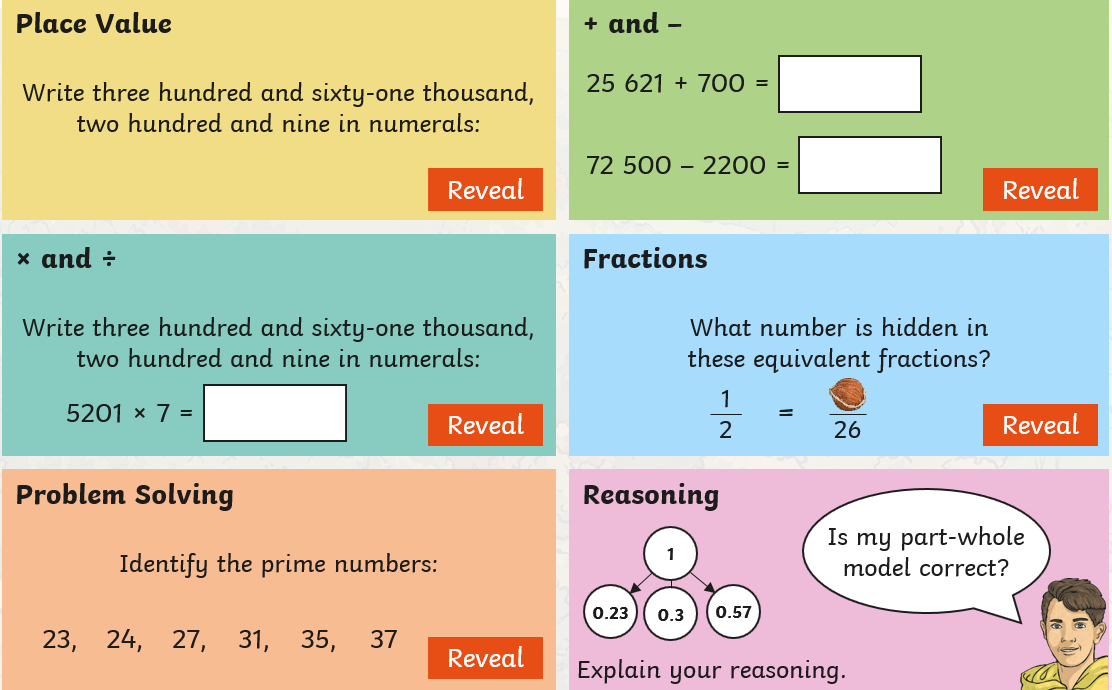 Place Value
Write three hundred and sixty-one thousand,
two hundred and nine in numerals:
Reveal
+ and –
25 621 + 700 =
72 500 – 2200 =
Reveal
× and ÷
Write three hundred and sixty-one thousand,
two hundred and nine in numerals:
5201 × 7 =
Reveal
Fractions
What number is hidden in
these equivalent fractions?
1
2
=
26
Reveal
Problem Solving
Identify the prime numbers:
23, 24, 27, 31, 35, 37
Reveal
Reasoning
1
0.23 0.3 0.57
Is my part-whole
model correct?
Explain your reasoning.